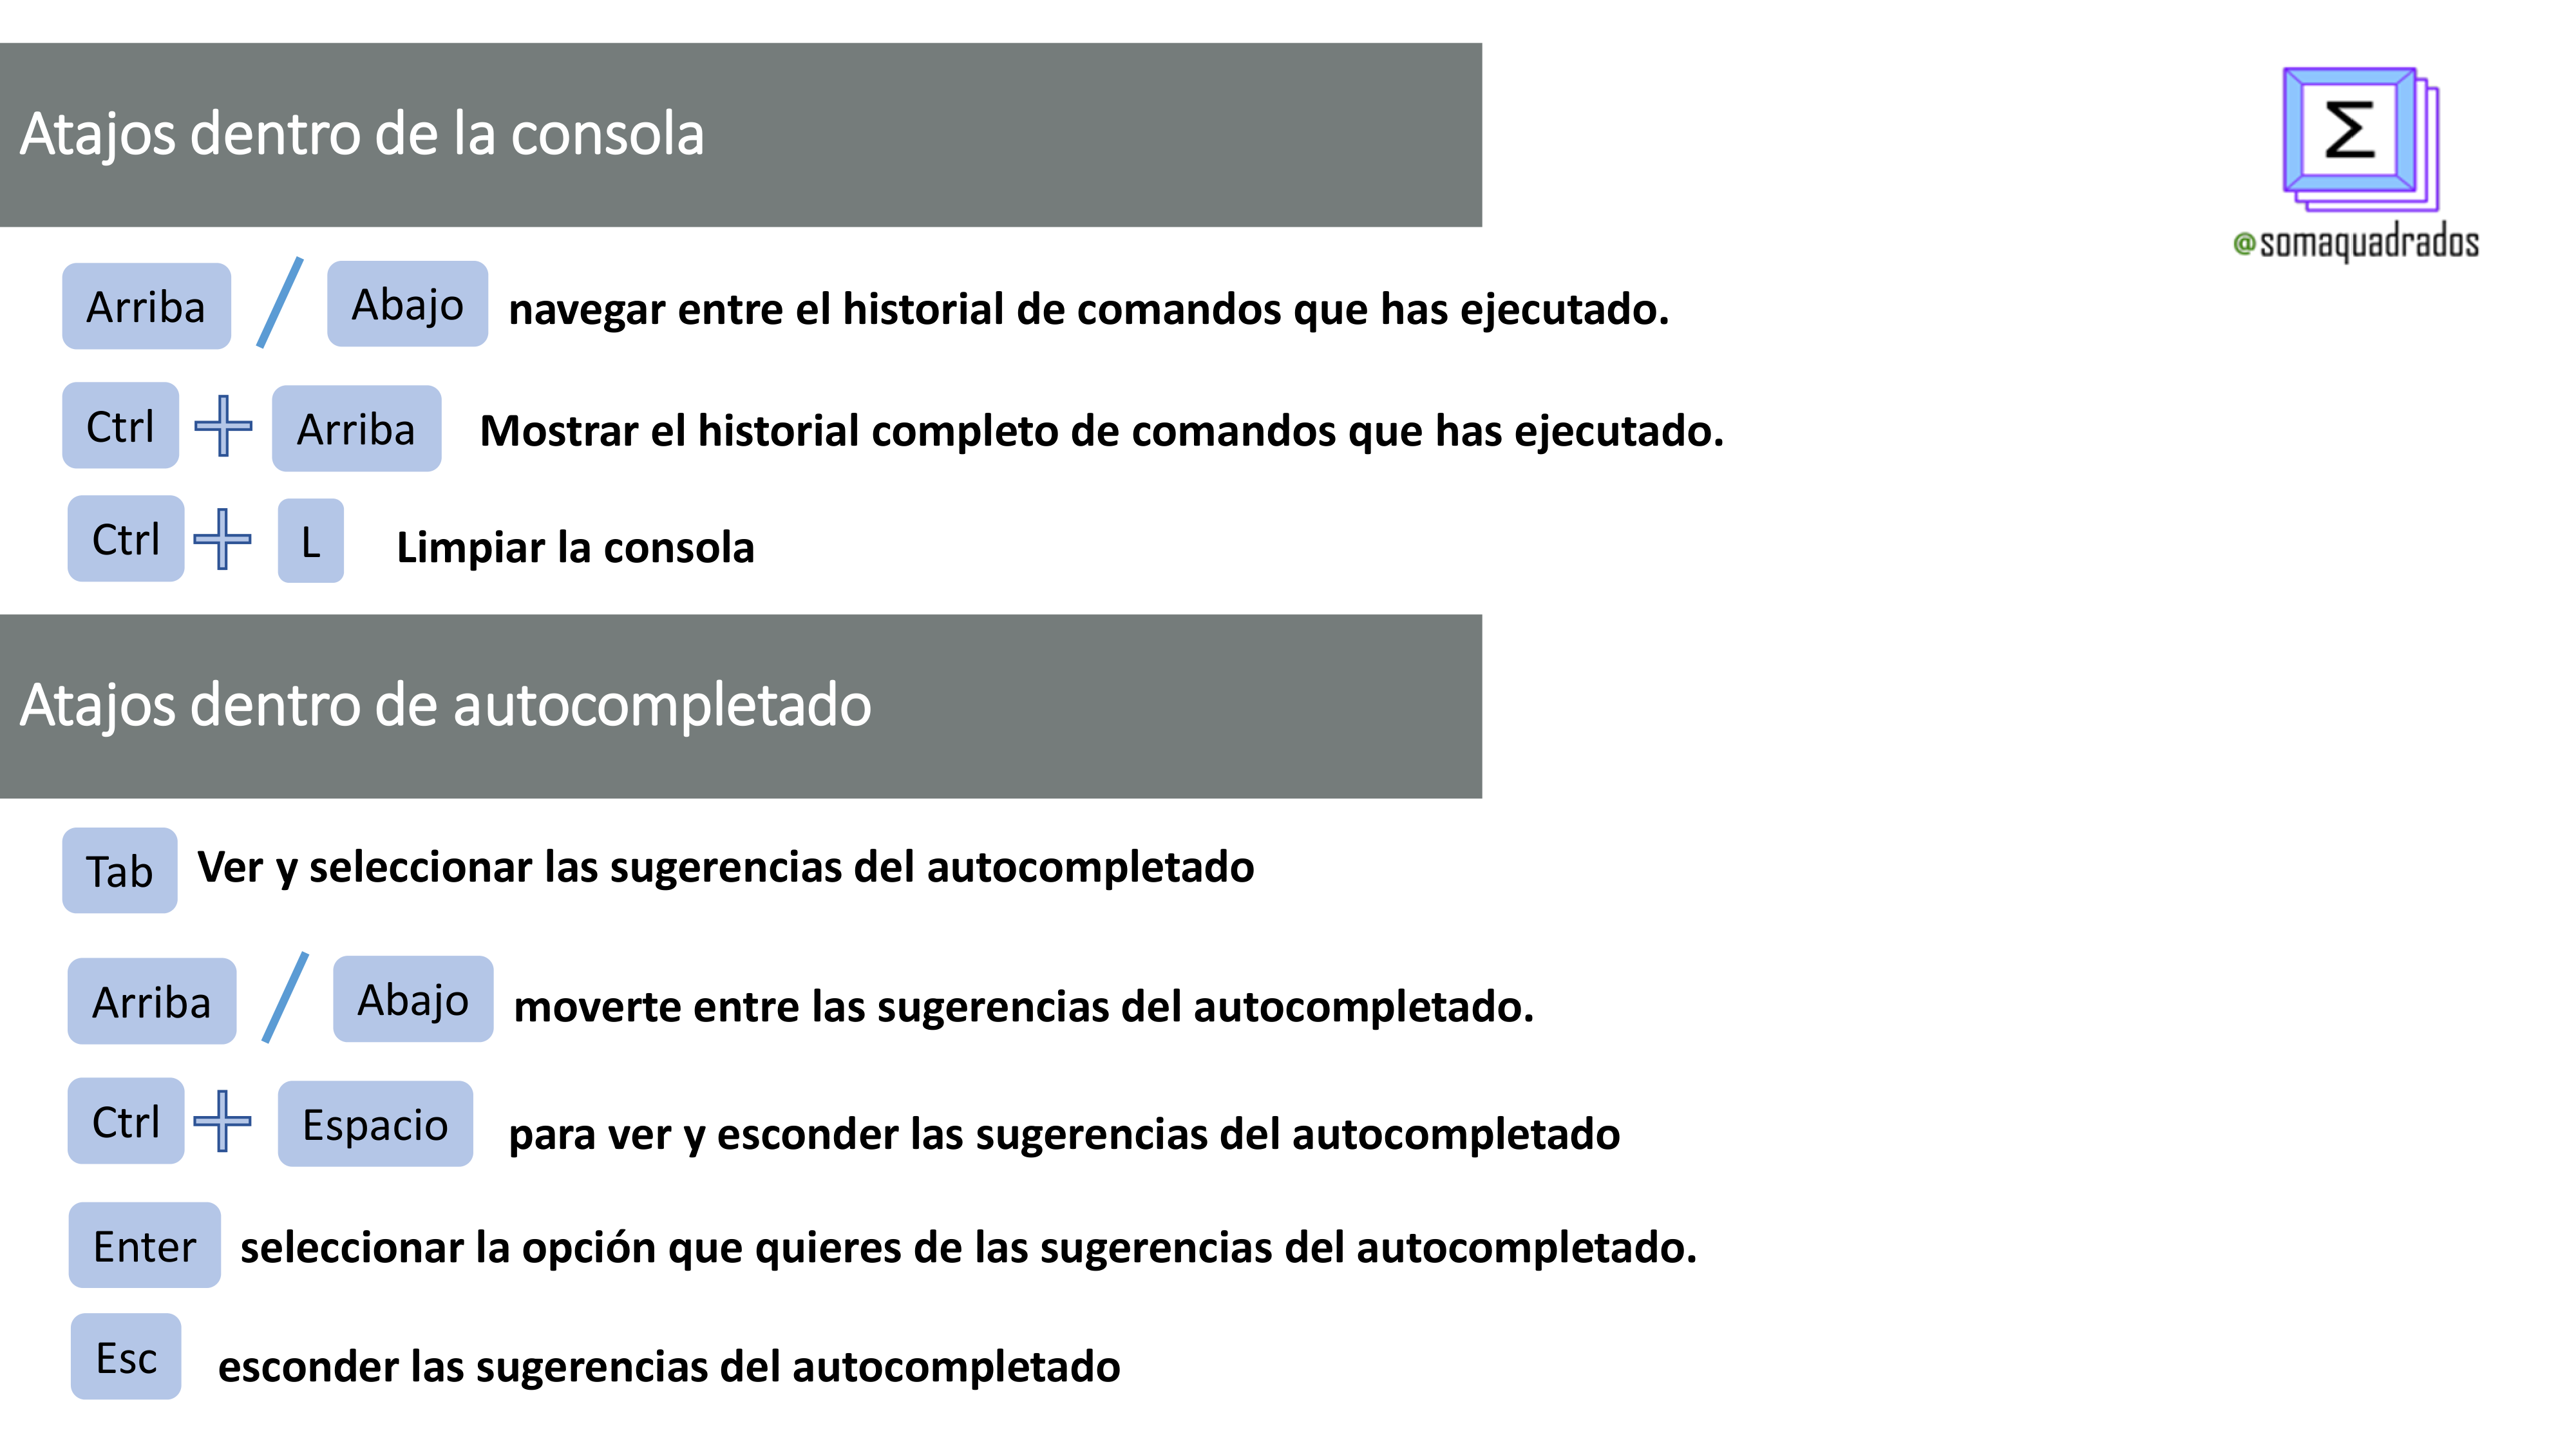 Atajos dentro de la consola
Σ
@somaquadrados
Arriba / Abajo navegar entre el historial de comandos que has ejecutado.
Ctrl + Arriba Mostrar el historial completo de comandos que has ejecutado.
Ctrl + L Limpiar la consola
Atajos dentro de autocompletado
Tab Ver y seleccionar las sugerencias del autocompletado
Arriba / Abajo moverte entre las sugerencias del autocompletado.
Ctrl + Espacio para ver y esconder las sugerencias del autocompletado
Enter seleccionar la opción que quieres de las sugerencias del autocompletado.
Esc esconder las sugerencias del autocompletado